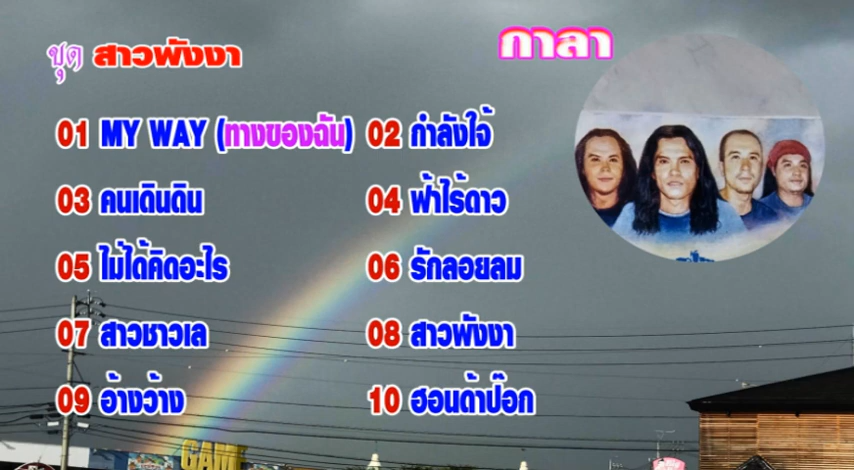 ชุด สาวพังงา
กาลา
01 MY WAY (ทางของฉัน) 02 กำลังใจ้
03 คนเดินดิน 04 ฟ้าไร้ดาว
05 ไม้ได้คิดอะไร 06 รักลอยลม
07 สาวชาวเล 08 สาวพังงา
09 อ้างว้าง 10 ฮอนด้าป๊อก
GAME